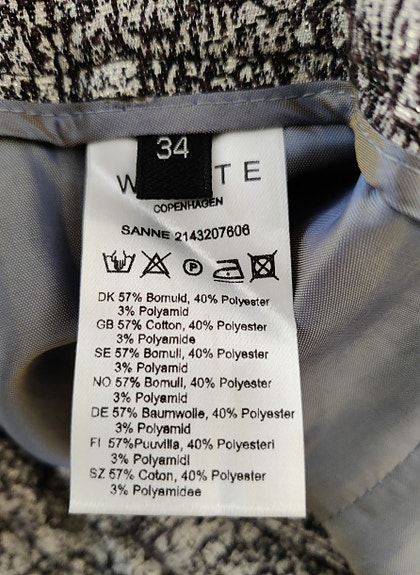 34
TE
COPENHAGEN
SANNE 2143207606
P
DK 57% Bomuld, 40% Polyester
3% Polyamid
GB 57% Cotton, 40% Polyester
3% Polyamide
SE 57% Bomull, 40% Polyester
3% Polyamid
NO 57% Bomull, 40% Polyester
3% Polyamid
DE 57% Baumwolle, 40% Polyester
3% Polyamid
FI 57%Puuvilla, 40% Polyesteri
3% Polyamidi
SZ 57% Coton, 40% Polyester
3% Polyamidee